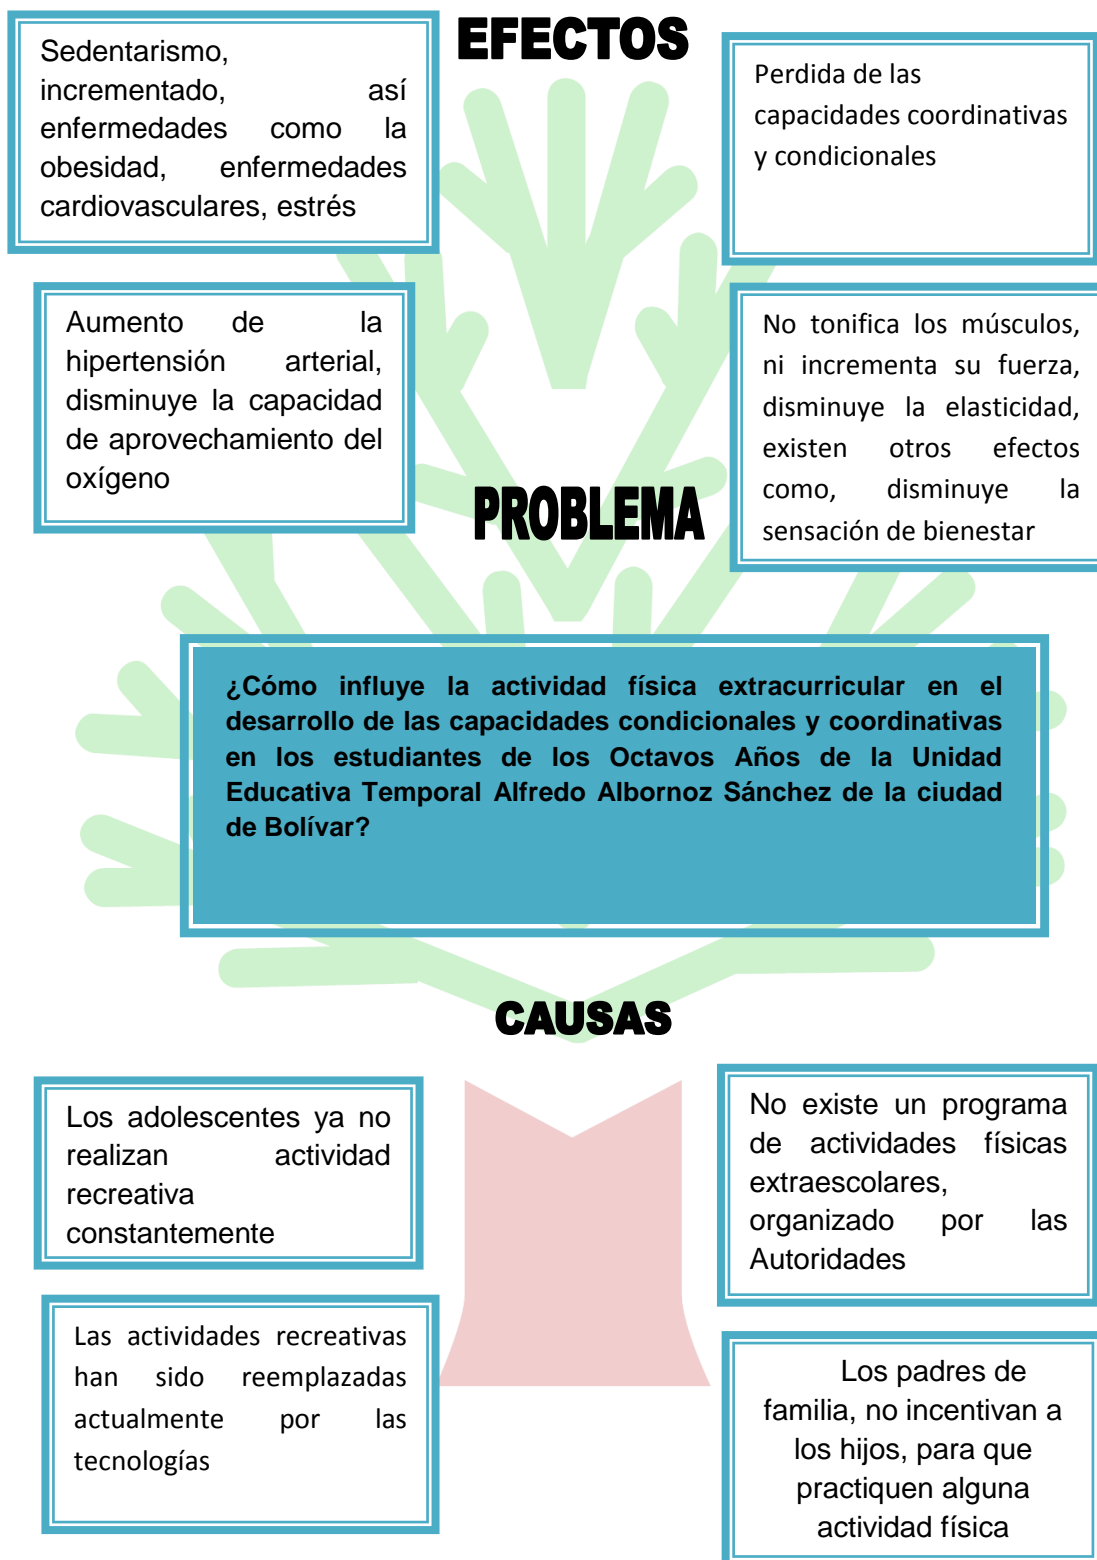 EFECTOS
Sedentarismo,
incrementado, así
enfermedades como la
obesidad, enfermedades
cardiovasculares, estrés
Perdida de las
capacidades coordinativas
y condicionales
Aumento de la
hipertensión arterial,
disminuye la capacidad
de aprovechamiento del
oxígeno
No tonifica los músculos,
ni incrementa su fuerza,
disminuye la elasticidad,
existen otros efectos
como, disminuye la
sensación de bienestar
PROBLEMA
¿Cómo influye la actividad física extracurricular en el
desarrollo de las capacidades condicionales y coordinativas
en los estudiantes de los Octavos Años de la Unidad
Educativa Temporal Alfredo Albornoz Sánchez de la ciudad
de Bolívar?
CAUSAS
Los adolescentes ya no
realizan actividad
recreativa
constantemente
No existe un programa
de actividades físicas
extraescolares,
organizado por las
Autoridades
Las actividades recreativas
han sido reemplazadas
actualmente por las
tecnologías
Los padres de
familia, no incentivan a
los hijos, para que
practiquen alguna
actividad física